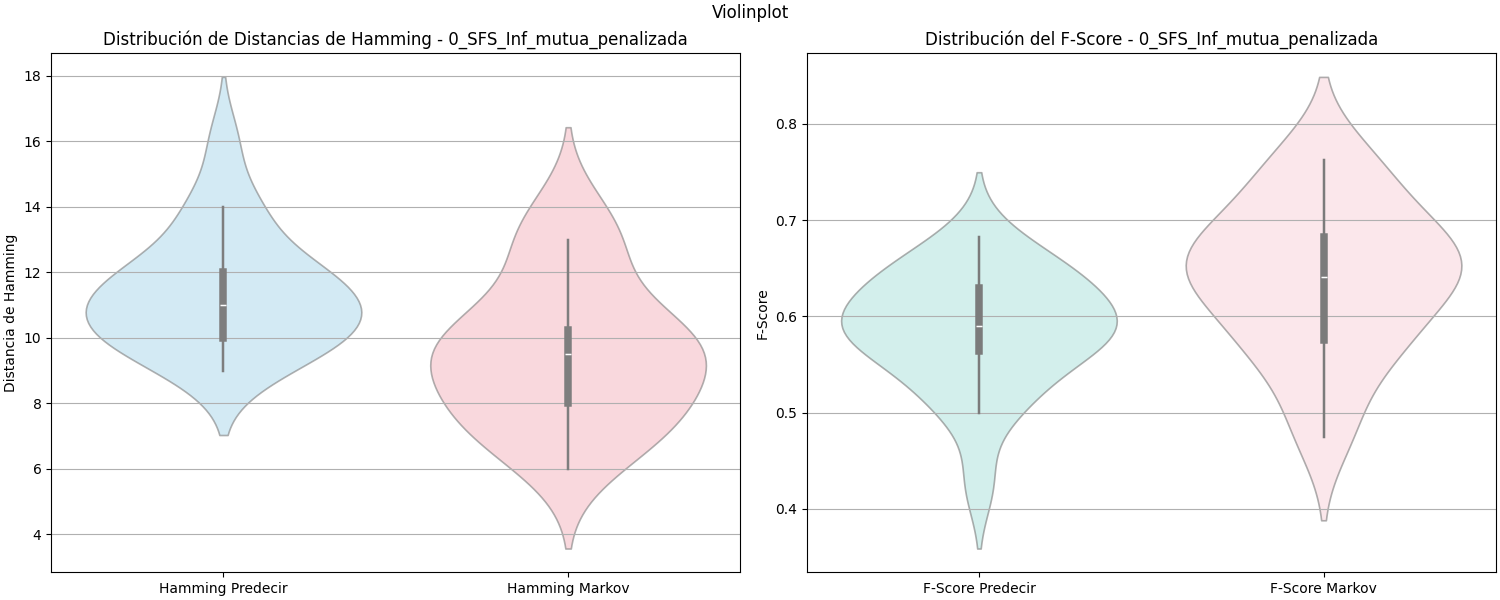 Violinplot
Distribución de Distancias de Hamming - 0_SFS_Inf_mutua_penalizada
Distancia de Hamming
18
16
14
12
10
8
6
4
Hamming Predecir
Hamming Markov
Distribución del F-Score - 0_SFS_Inf_mutua_penalizada
F-Score
0.8
0.7
0.6
0.5
0.4
F-Score Predecir
F-Score Markov